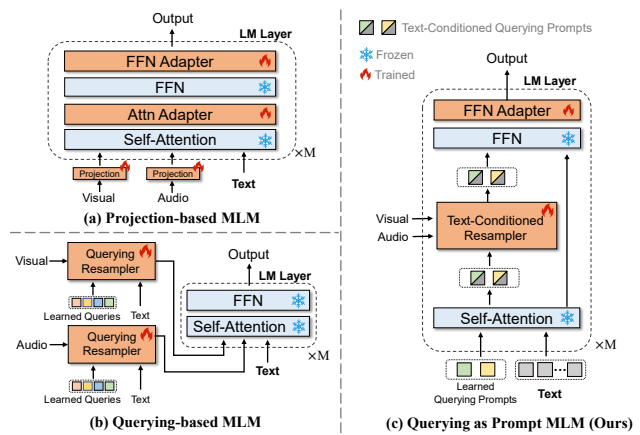 Output
LM Layer
FFN Adapter
FFN
Attn Adapter
Self-Attention
×M
Projection
Projection
Visual
Audio
Text
(a) Projection-based MLM
Visual
Querying
Resampler
Learned Queries
Text
Audio
Querying
Resampler
Learned Queries
Text
Output
LM Layer
FFN
Self-Attention
×M
Text
(b) Querying-based MLM
Text-Conditioned Querying Prompts
Frozen
Trained
Output
LM Layer
FFN Adapter
FFN
Visual
Audio
Text-Conditioned
Resampler
Self-Attention
×M
Learned
Querying Prompts
Text
(c) Querying as Prompt MLM (Ours)